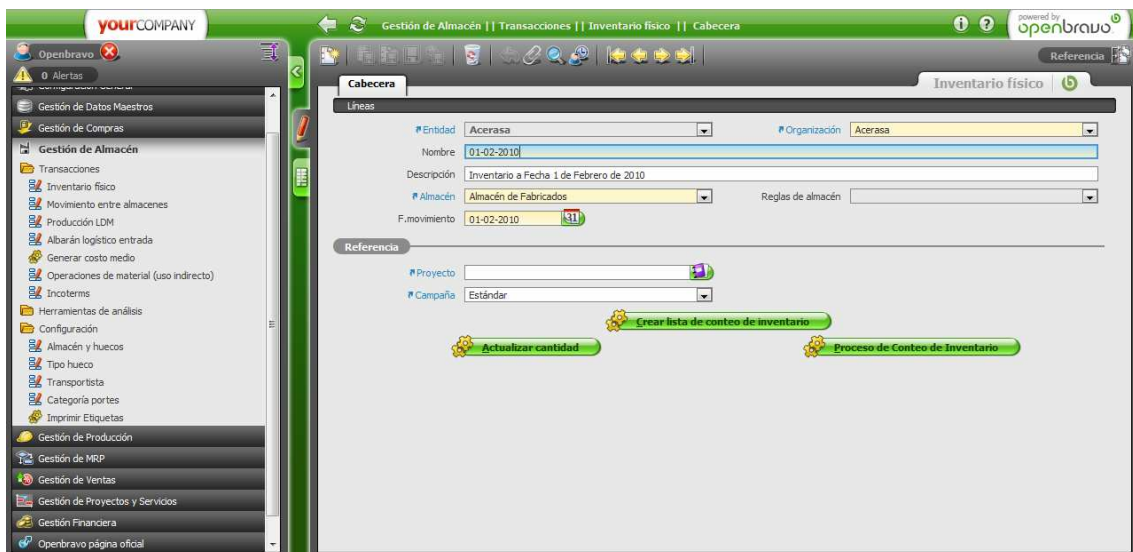 yourCOMPANY
Gestión de Almacén || Transacciones || Inventario físico || Cabecera
powered by
openbravo
Openbravo
0 Alertas
Referencia
Configuración General
Gestión de Datos Maestros
Gestión de Compras
Gestión de Almacén
Transacciones
Inventario físico
Movimiento entre almacenes
Producción LDM
Albarán logístico entrada
Generar costo medio
Operaciones de material (uso indirecto)
Incoterms
Herramientas de análisis
Configuración
Almacén y huecos
Tipo hueco
Transportista
Categoría portes
Imprimir Etiquetas
Gestión de Producción
Gestión de MRP
Gestión de Ventas
Gestión de Proyectos y Servicios
Gestión Financiera
Openbravo página oficial
Cabecera
Inventario físico
Líneas
Entidad Acerasa
Organización Acerasa
Nombre 01-02-2010
Descripción Inventario a Fecha 1 de Febrero de 2010
Almacén Almacén de Fabricados
Reglas de almacén
F.movimiento 01-02-2010 31
Referencia
Proyecto
Campaña Estándar
Crear lista de conteo de inventario
Actualizar cantidad
Proceso de Conteo de Inventario